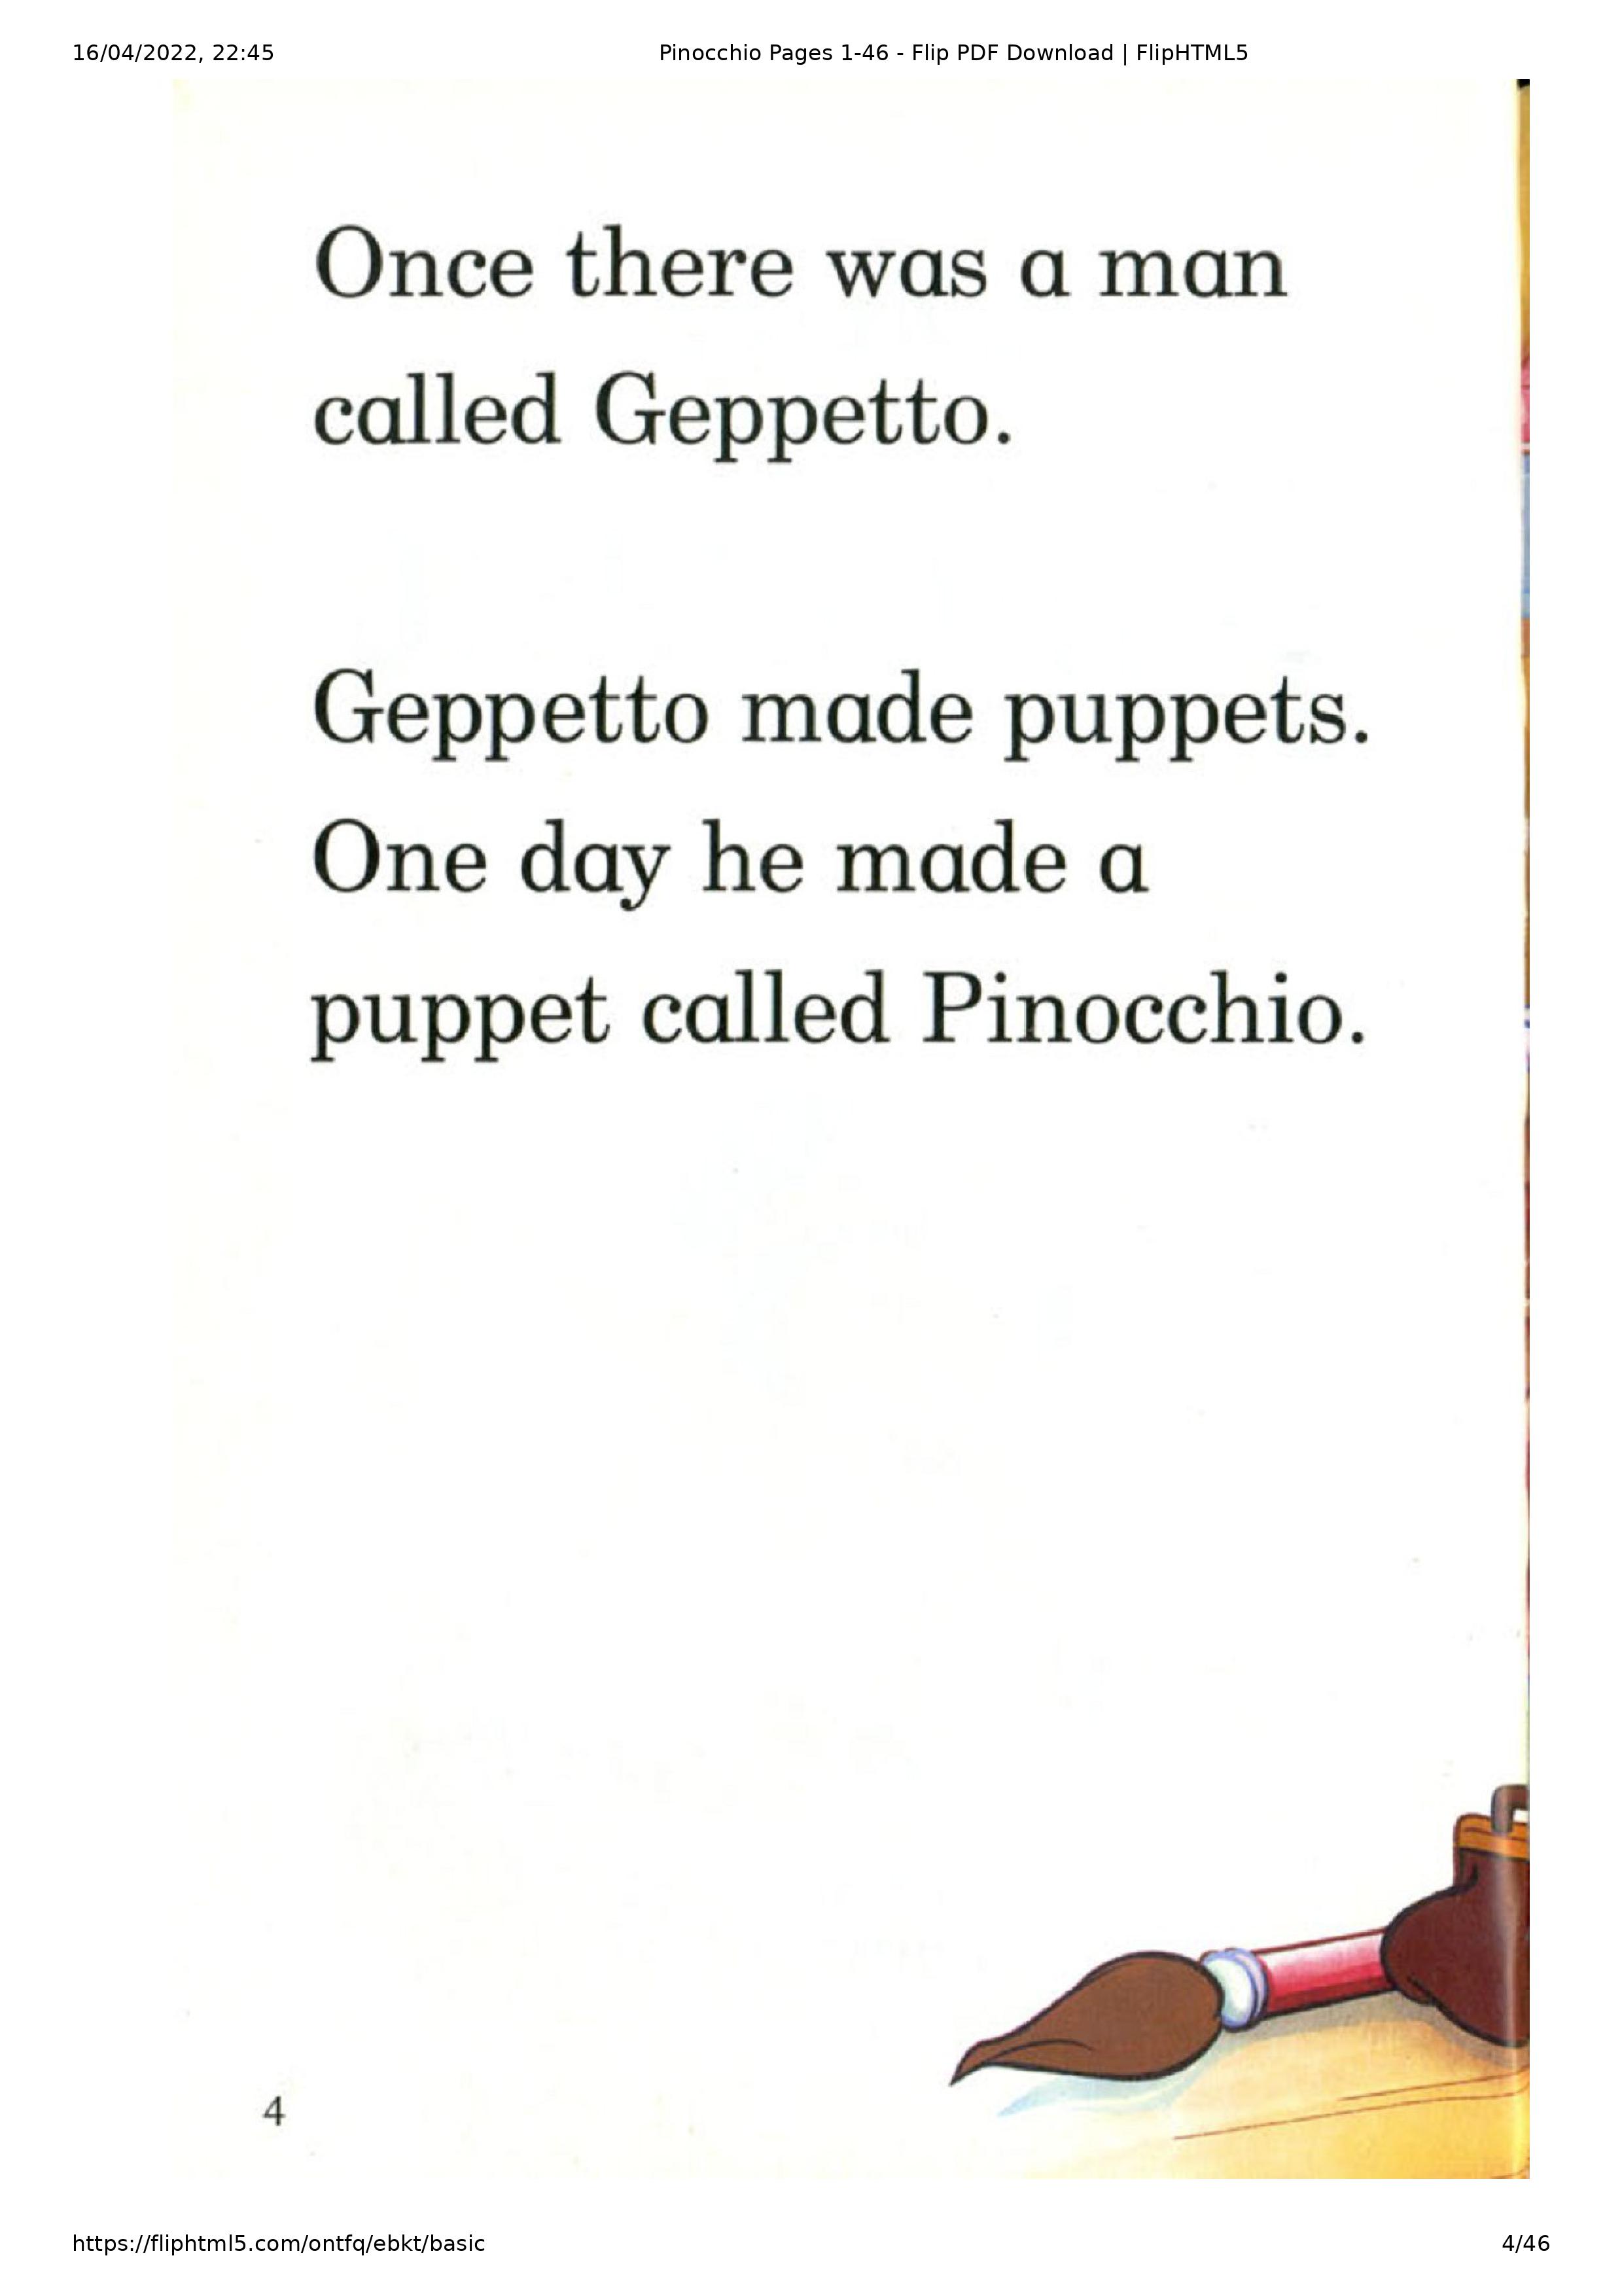 16/04/2022, 22:45 Pinocchio Pages 1-46 - Flip PDF Download | FlipHTML5
Once there was a man
called Geppetto.
Geppetto made puppets.
One day he made a
puppet called Pinocchio.
4
https://fliphtml5.com/ontfq/ebkt/basic 4/46